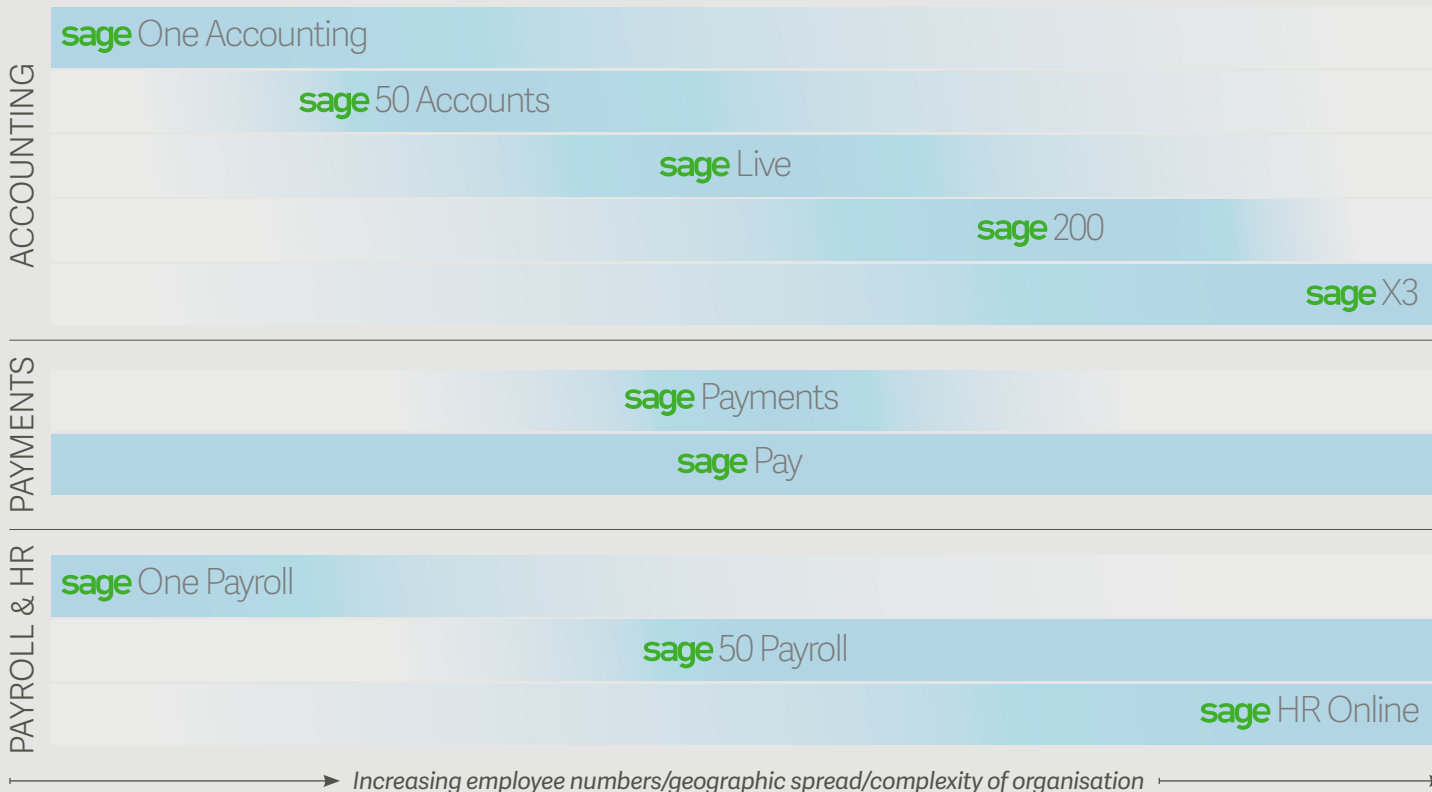 ACCOUNTING
sage One Accounting
sage 50 Accounts
sage Live
sage 200
sage X3
PAYMENTS
sage Payments
sage Pay
PAYROLL & HR
sage One Payroll
sage 50 Payroll
sage HR Online
Increasing employee numbers/geographic spread/complexity of organisation